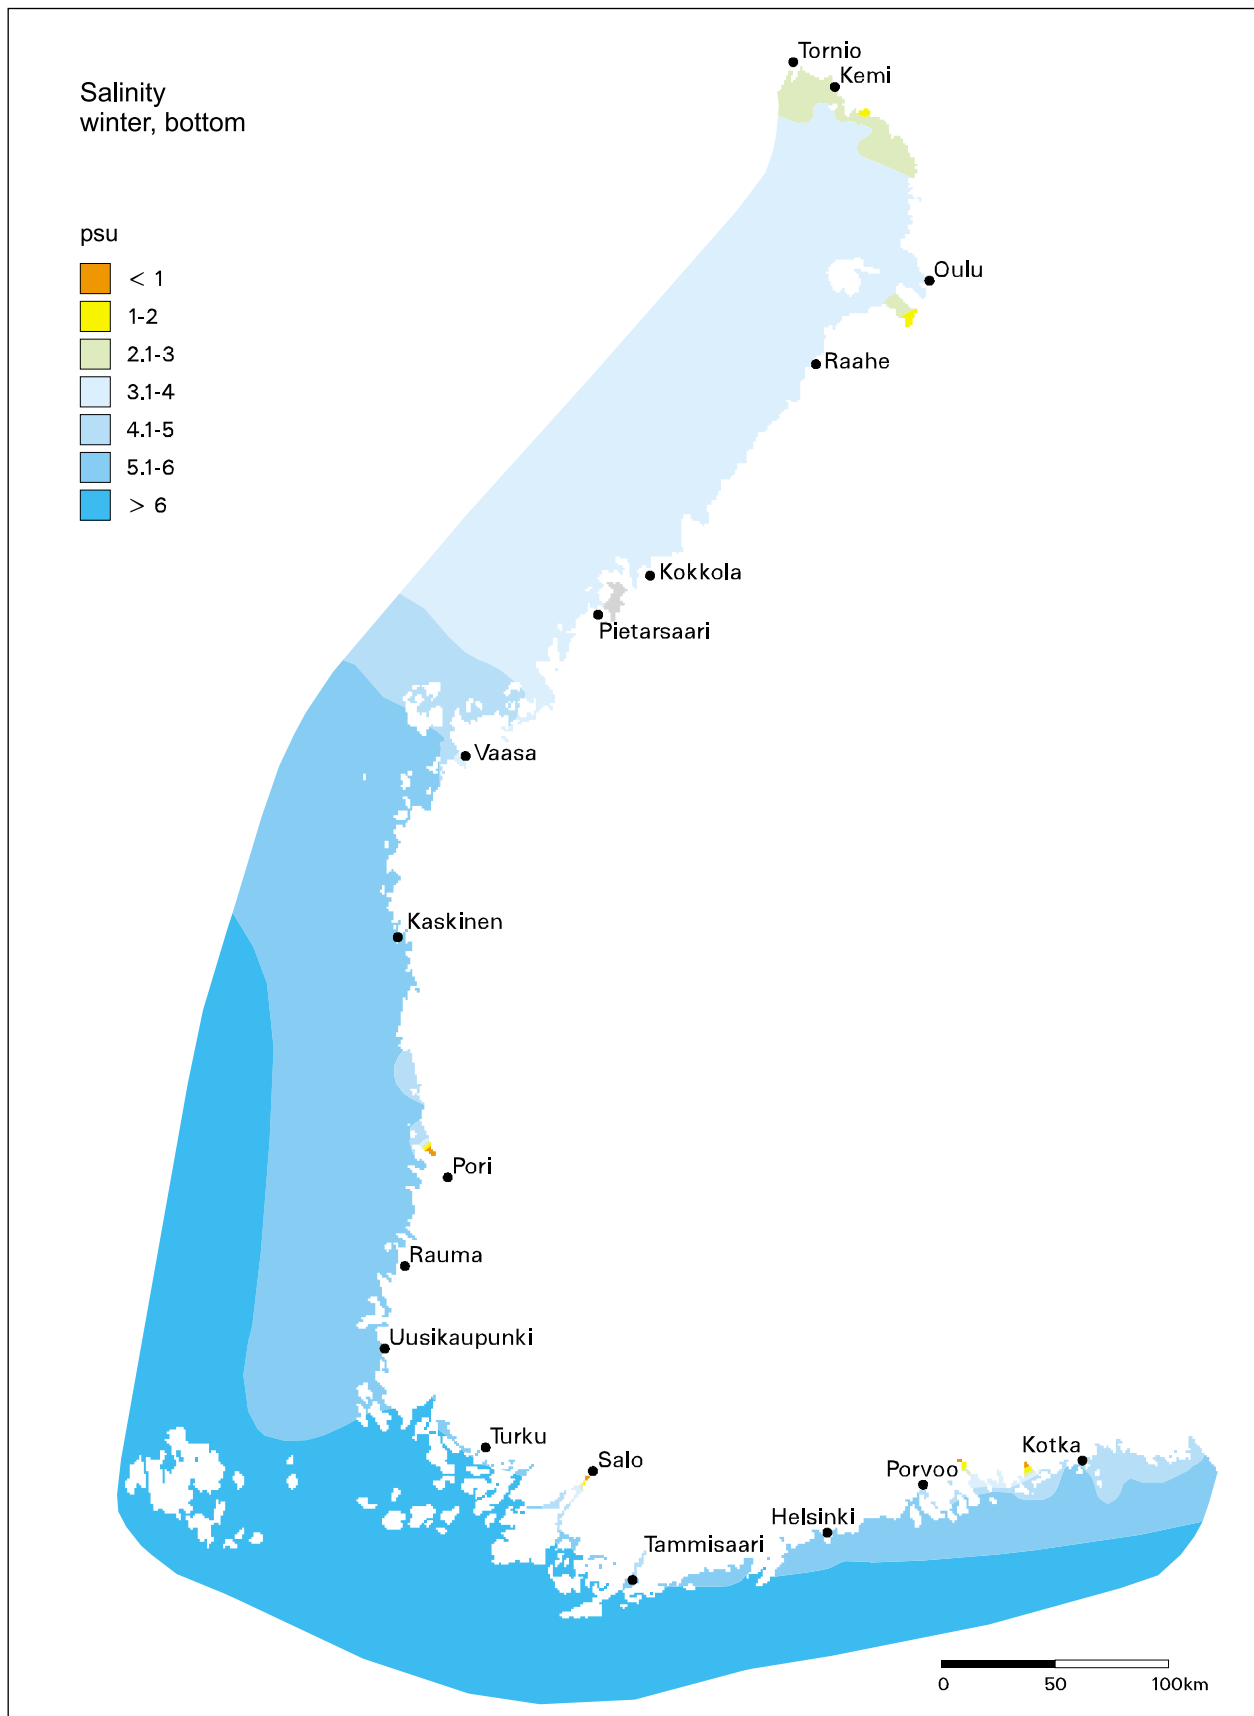 Salinity
winter, bottom
psu
< 1
1-2
2.1-3
3.1-4
4.1-5
5.1-6
> 6
Tornio
Kemi
Oulu
Raahe
Kokkola
Pietarsaari
Vaasa
Kaskinen
Pori
Rauma
Uusikaupunki
Turku
Salo
Kotka
Porvoo
Helsinki
Tammisaari
0 50 100km